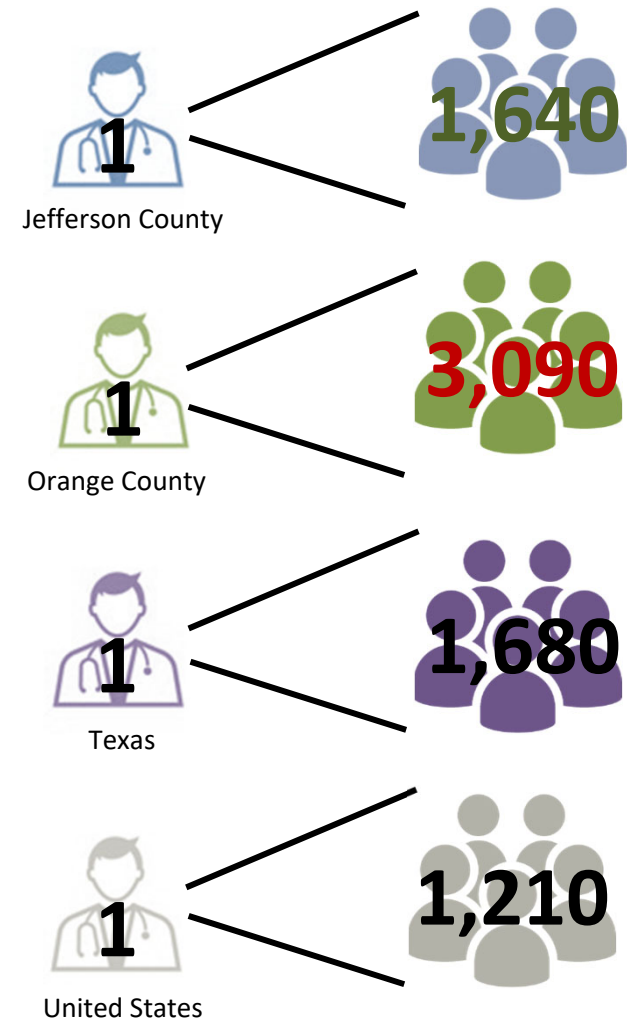 1 1,640
Jefferson County
1 3,090
Orange County
1 1,680
Texas
1 1,210
United States